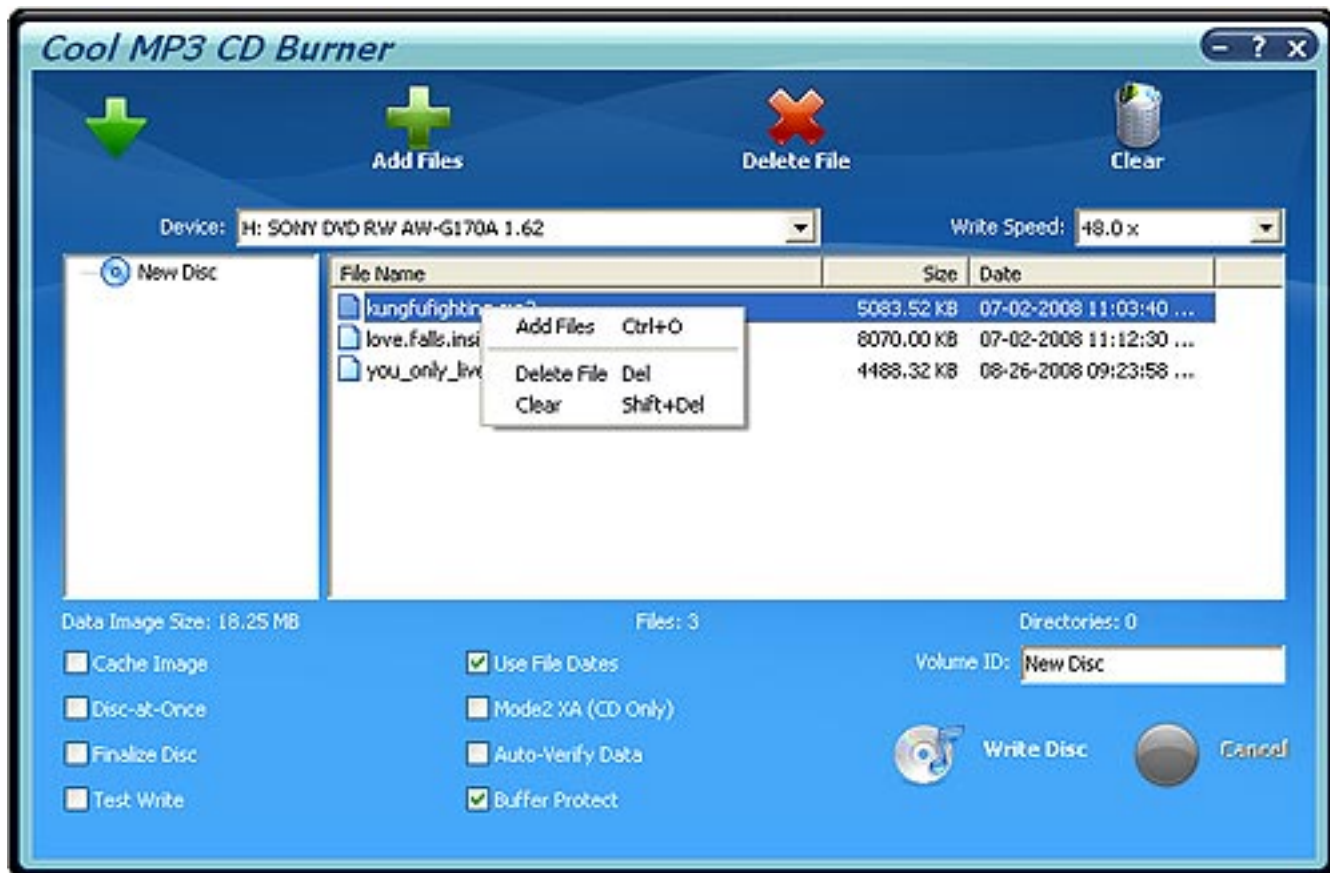 Cool MP3 CD Burner
Add Files Delete File Clear
Device: H: SONY DVD RW AW-G170A 1.62 Write Speed: 48.0 x
New Disc
File Name Size Date
kungfufighting.mp3 5083.52 KB 07-02-2008 11:03:40 ...
love.falls.insi 8070.00 KB 07-02-2008 11:12:30 ...
you_only_live 4488.32 KB 08-26-2008 09:23:58 ...
Add Files Ctrl+O
Delete File Del
Clear Shift+Del
Data Image Size: 18.25 MB Files: 3 Directories: 0
Cache Image Use File Dates Volume ID: New Disc
Disc-at-Once Mode2 XA (CD Only)
Finalize Disc Auto-Verify Data Write Disc Cancel
Test Write Buffer Protect